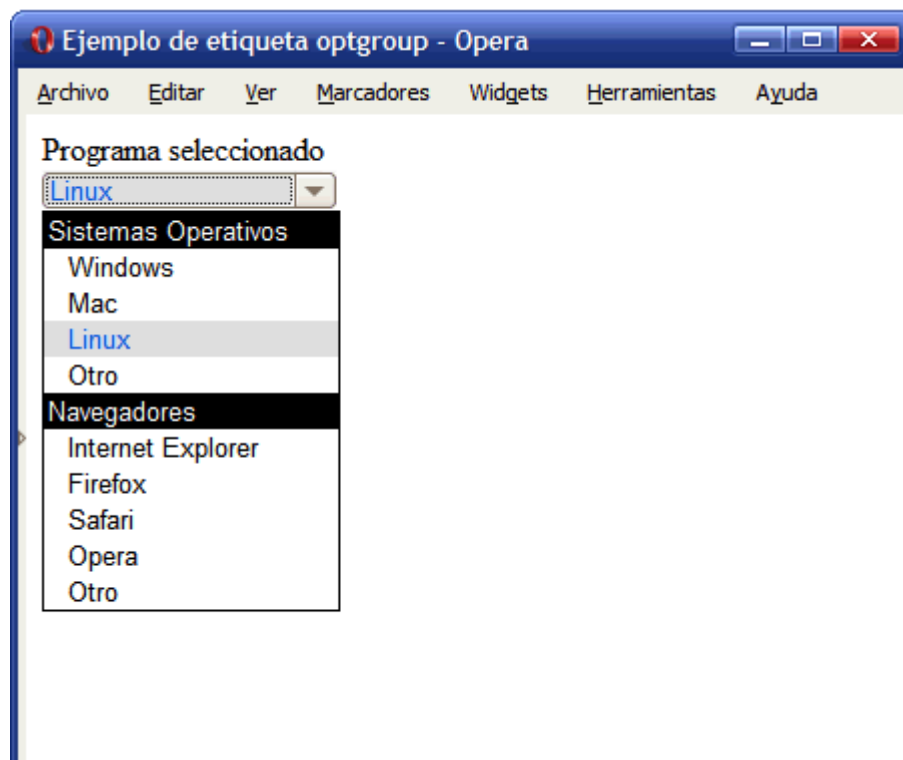 Ejemplo de etiqueta optgroup - Opera
Archivo Editar Ver Marcadores Widgets Herramientas Ayuda
Programa seleccionado
Linux
Sistemas Operativos
Windows
Mac
Linux
Otro
Navegadores
Internet Explorer
Firefox
Safari
Opera
Otro